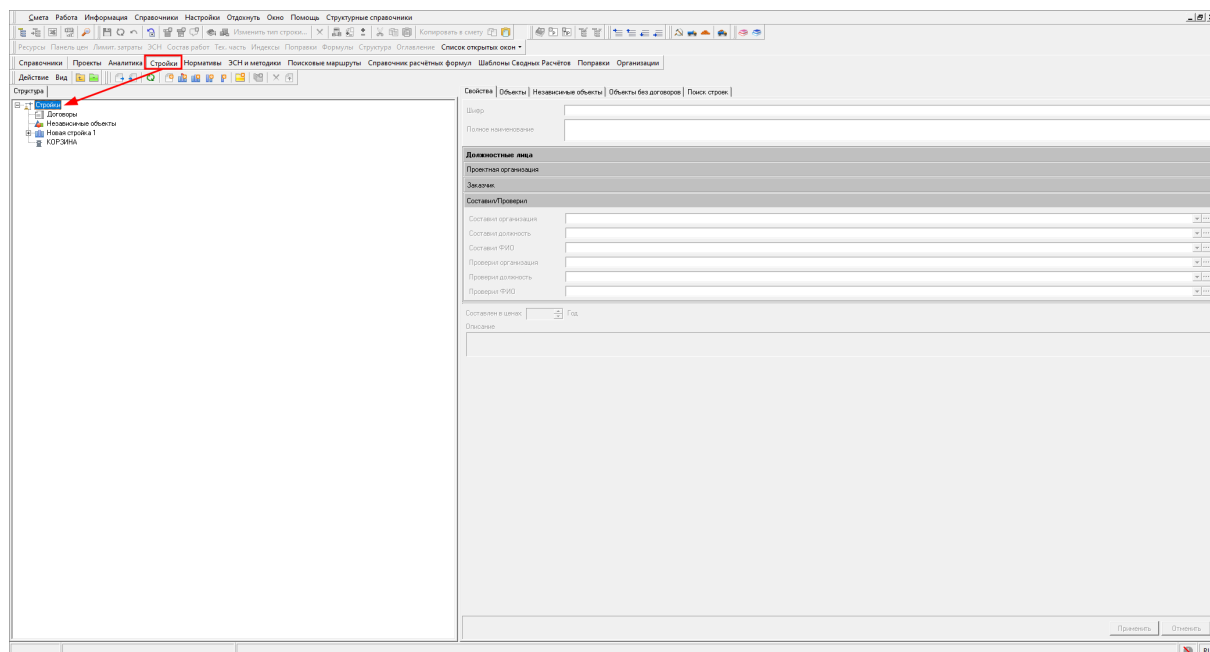 Смета Работа Информация Справочники Настройки Отдохнуть Окно Помощь Структурные справочники
Изменить тип строки... Копировать в смету
Ресурсы Панель цен Лимит. затраты ЭСН Состав работ Тех. часть Индексы Поправки Формулы Структура Оглавление Список открытых окон
Справочники Проекты Аналитика Стройки Нормативы ЭСН и методики Поисковые маршруты Справочник расчётных формул Шаблоны Сводных Расчётов Поправки Организации
Действие Вид
Структура
Стройки
Договоры
Независимые объекты
Новая стройка 1
КОРЗИНА
Свойства Объекты Независимые объекты Объекты без договоров Поиск строек
Шифр
Полное наименование
Должностные лица
Проектная организация
Заказчик
Составил/Проверил
Составил организация
Составил должность
Составил ФИО
Проверил организация
Проверил должность
Проверил ФИО
Составлен в ценах Год
Описание
Применить Отменить